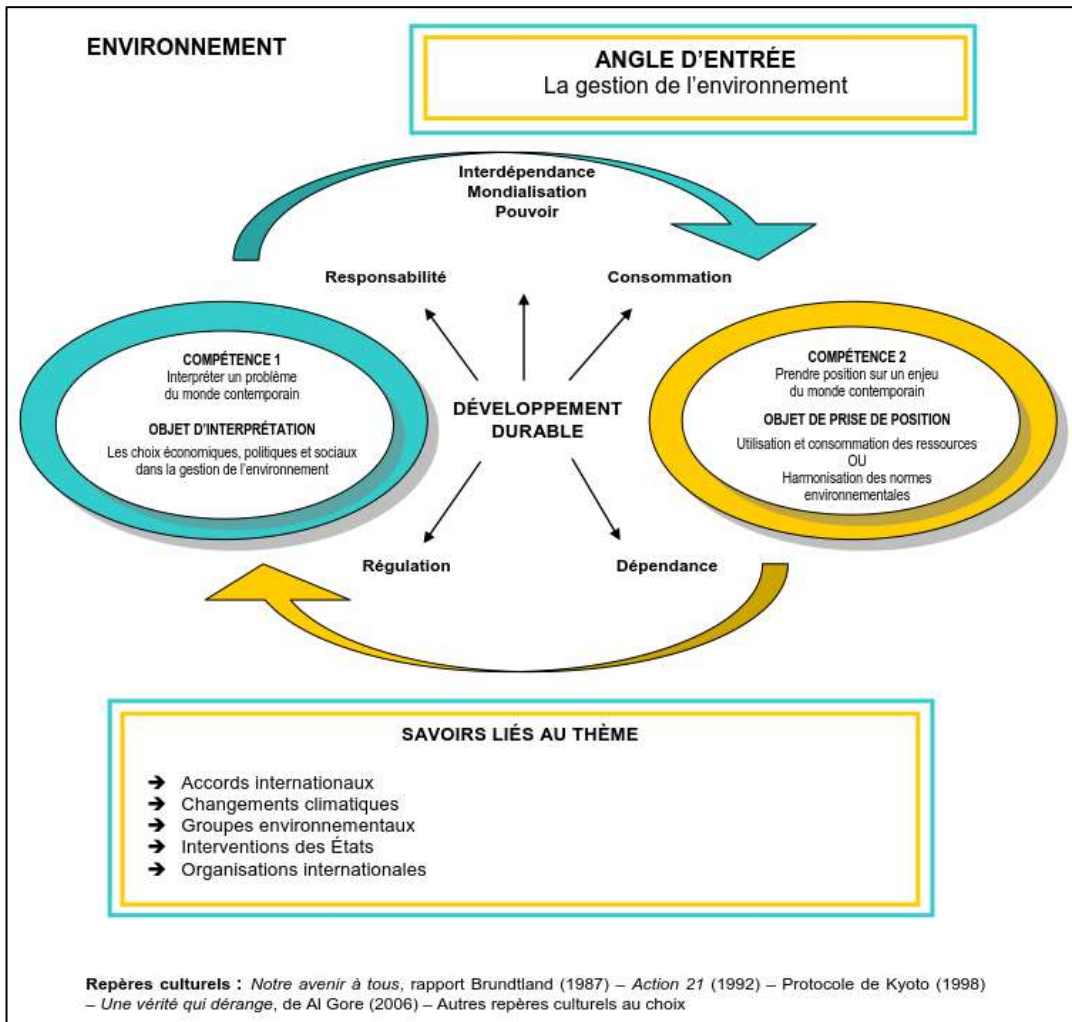 ENVIRONNEMENT
ANGLE D'ENTRÉE
La gestion de l'environnement
Interdépendance
Mondialisation
Pouvoir
Responsabilité
Consommation
COMPÉTENCE 1
Interpréter un problème
du monde contemporain
OBJET D'INTERPRÉTATION
Les choix économiques, politiques et sociaux
dans la gestion de l'environnement
DÉVELOPPEMENT
DURABLE
COMPÉTENCE 2
Prendre position sur un enjeu
du monde contemporain
OBJET DE PRISE DE POSITION
Utilisation et consommation des ressources
OU
Harmonisation des normes
environnementales
Régulation
Dépendance
SAVOIRS LIÉS AU THÈME
➔ Accords internationaux
➔ Changements climatiques
➔ Groupes environnementaux
➔ Interventions des États
➔ Organisations internationales
Repères culturels : Notre avenir à tous, rapport Brundtland (1987) – Action 21 (1992) – Protocole de Kyoto (1998)
– Une vérité qui dérange, de Al Gore (2006) – Autres repères culturels au choix